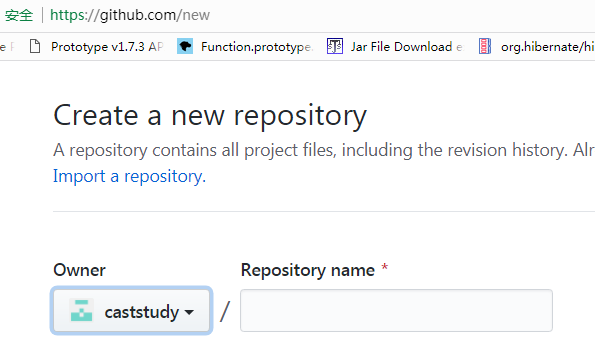 安全 https://github.com/new
Prototype v1.7.3 AP Function.prototype. Jar File Download e org.hibernate/hi
Create a new repository
A repository contains all project files, including the revision history. Alr
Import a repository.
Owner Repository name *
caststudy /